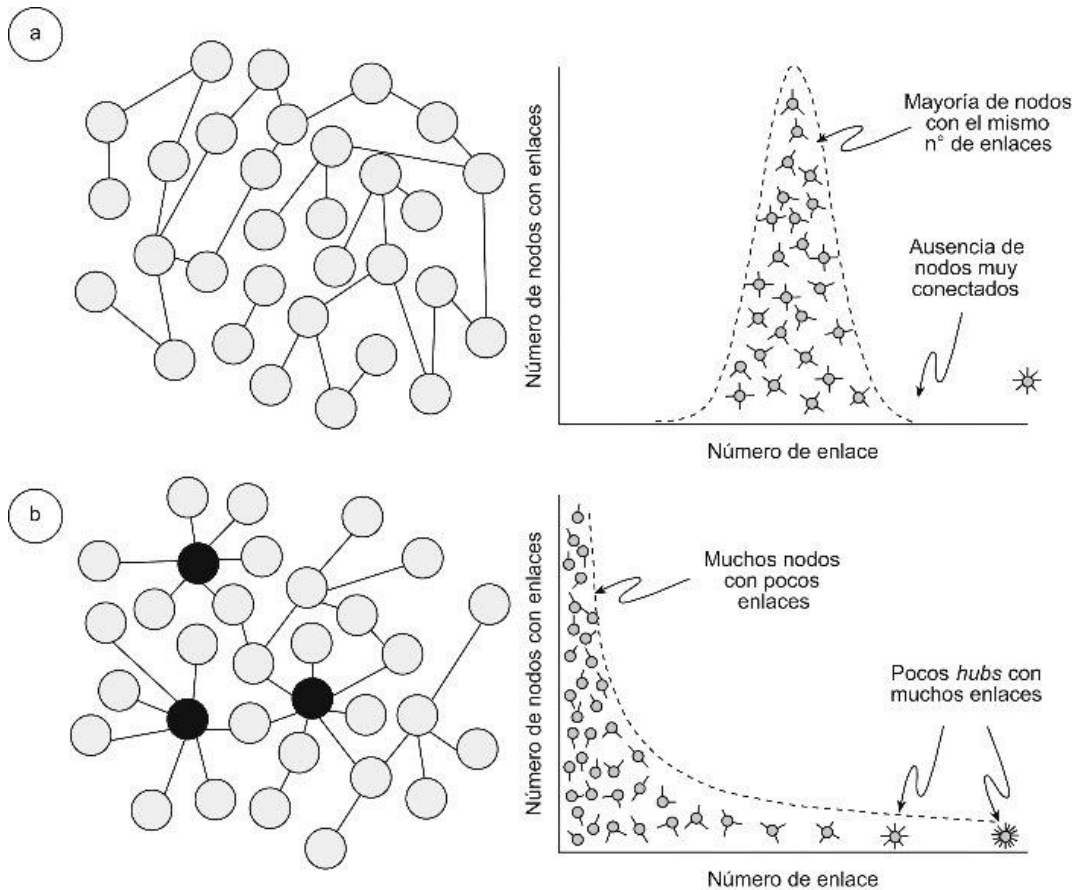 a
Número de nodos con enlaces
Mayoría de nodos
con el mismo
n° de enlaces
Ausencia de
nodos muy
conectados
Número de enlace
b
Número de nodos con enlaces
Muchos nodos
con pocos
enlaces
Pocos hubs con
muchos enlaces
Número de enlace